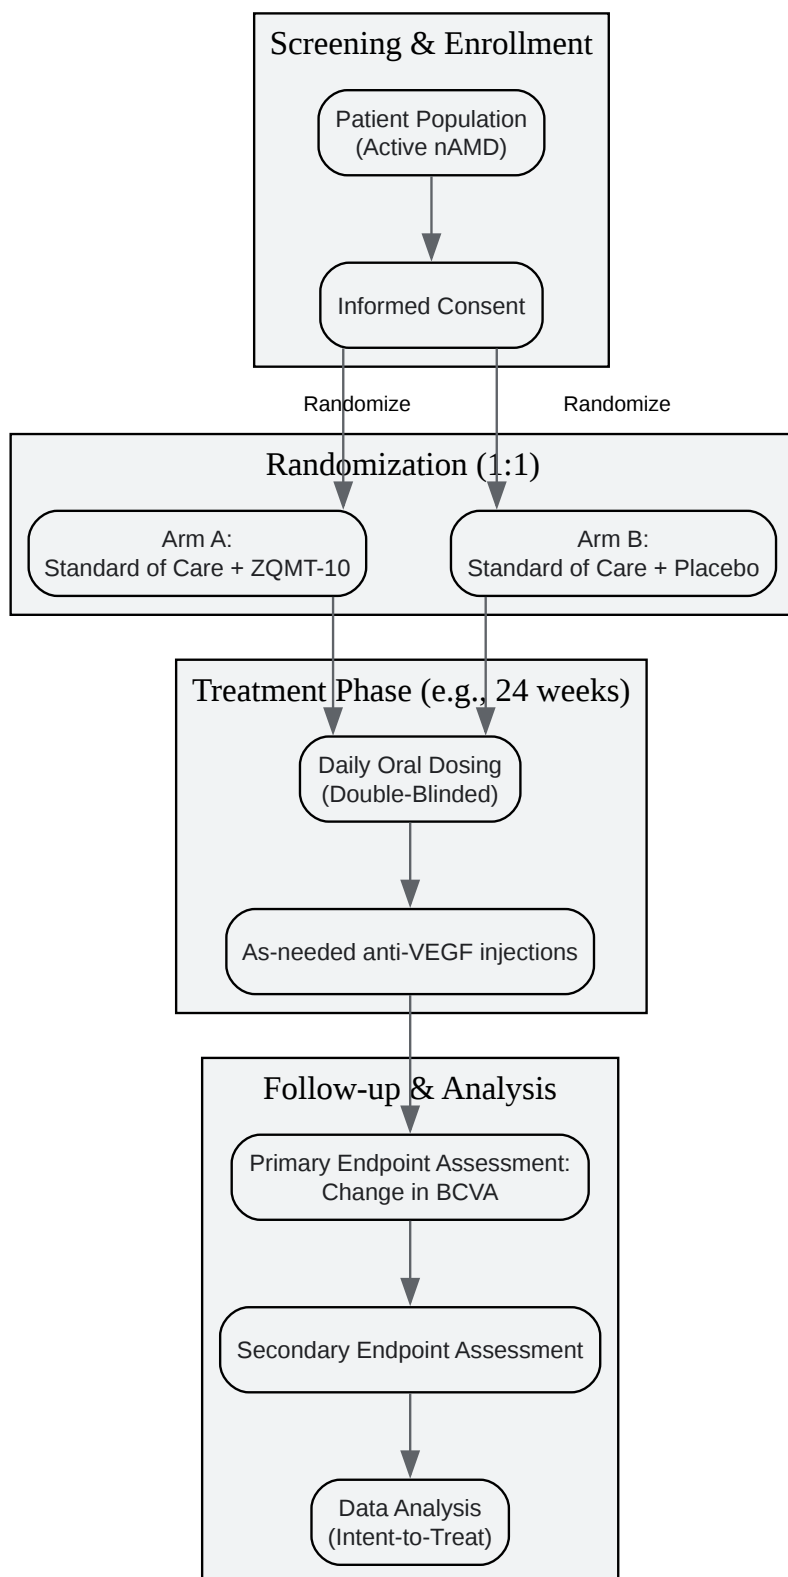 Screening & Enrollment
Patient Population
(Active nAMD)
Informed Consent
Randomize
Randomize
Randomization (1:1)
Arm A:
Standard of Care + ZQMT-10
Arm B:
Standard of Care + Placebo
Treatment Phase (e.g., 24 weeks)
Daily Oral Dosing
(Double-Blinded)
As-needed anti-VEGF injections
Follow-up & Analysis
Primary Endpoint Assessment:
Change in BCVA
Secondary Endpoint Assessment
Data Analysis
(Intent-to-Treat)